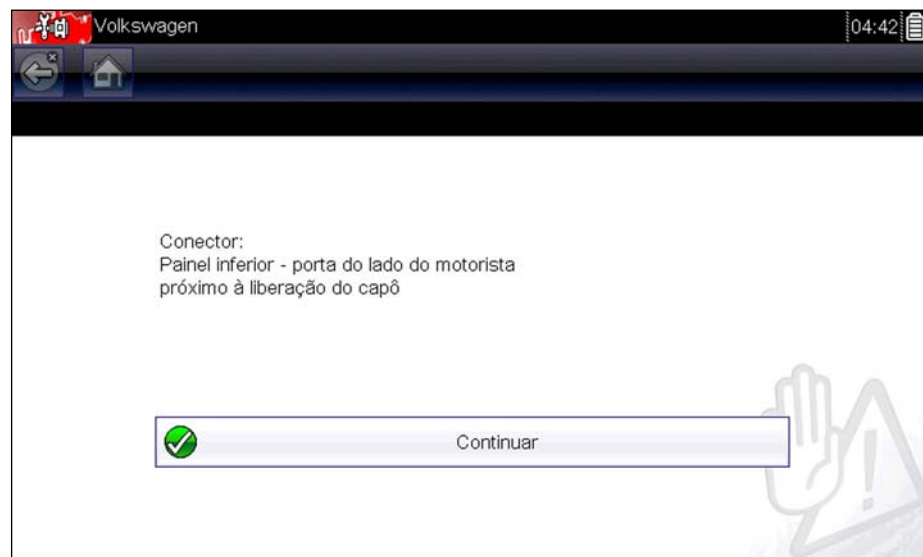 Volkswagen
04:42
Conector:
Painel inferior - porta do lado do motorista
próximo à liberação do capô
Continuar